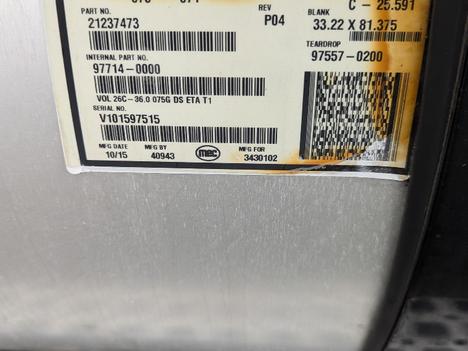 C - 25.591
PART NO. REV BLANK
21237473 P04 33.22 X 81.375
TEARDROP
INTERNAL PART NO. 97557-0200
97714-0000
VOL 26C-36.0 075G DS ETA T1
SERIAL NO.
V101597515
MFG DATE MFG BY MFG FOR
10/15 40943 mec 3430102